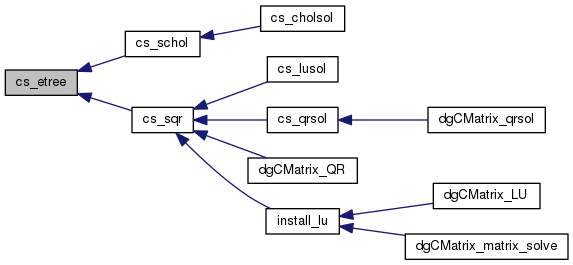 cs_cholsol
cs_schol
cs_etree
cs_lusol
cs_sqr
cs_qrsol
dgCMatrix_qrsol
dgCMatrix_QR
dgCMatrix_LU
install_lu
dgCMatrix_matrix_solve